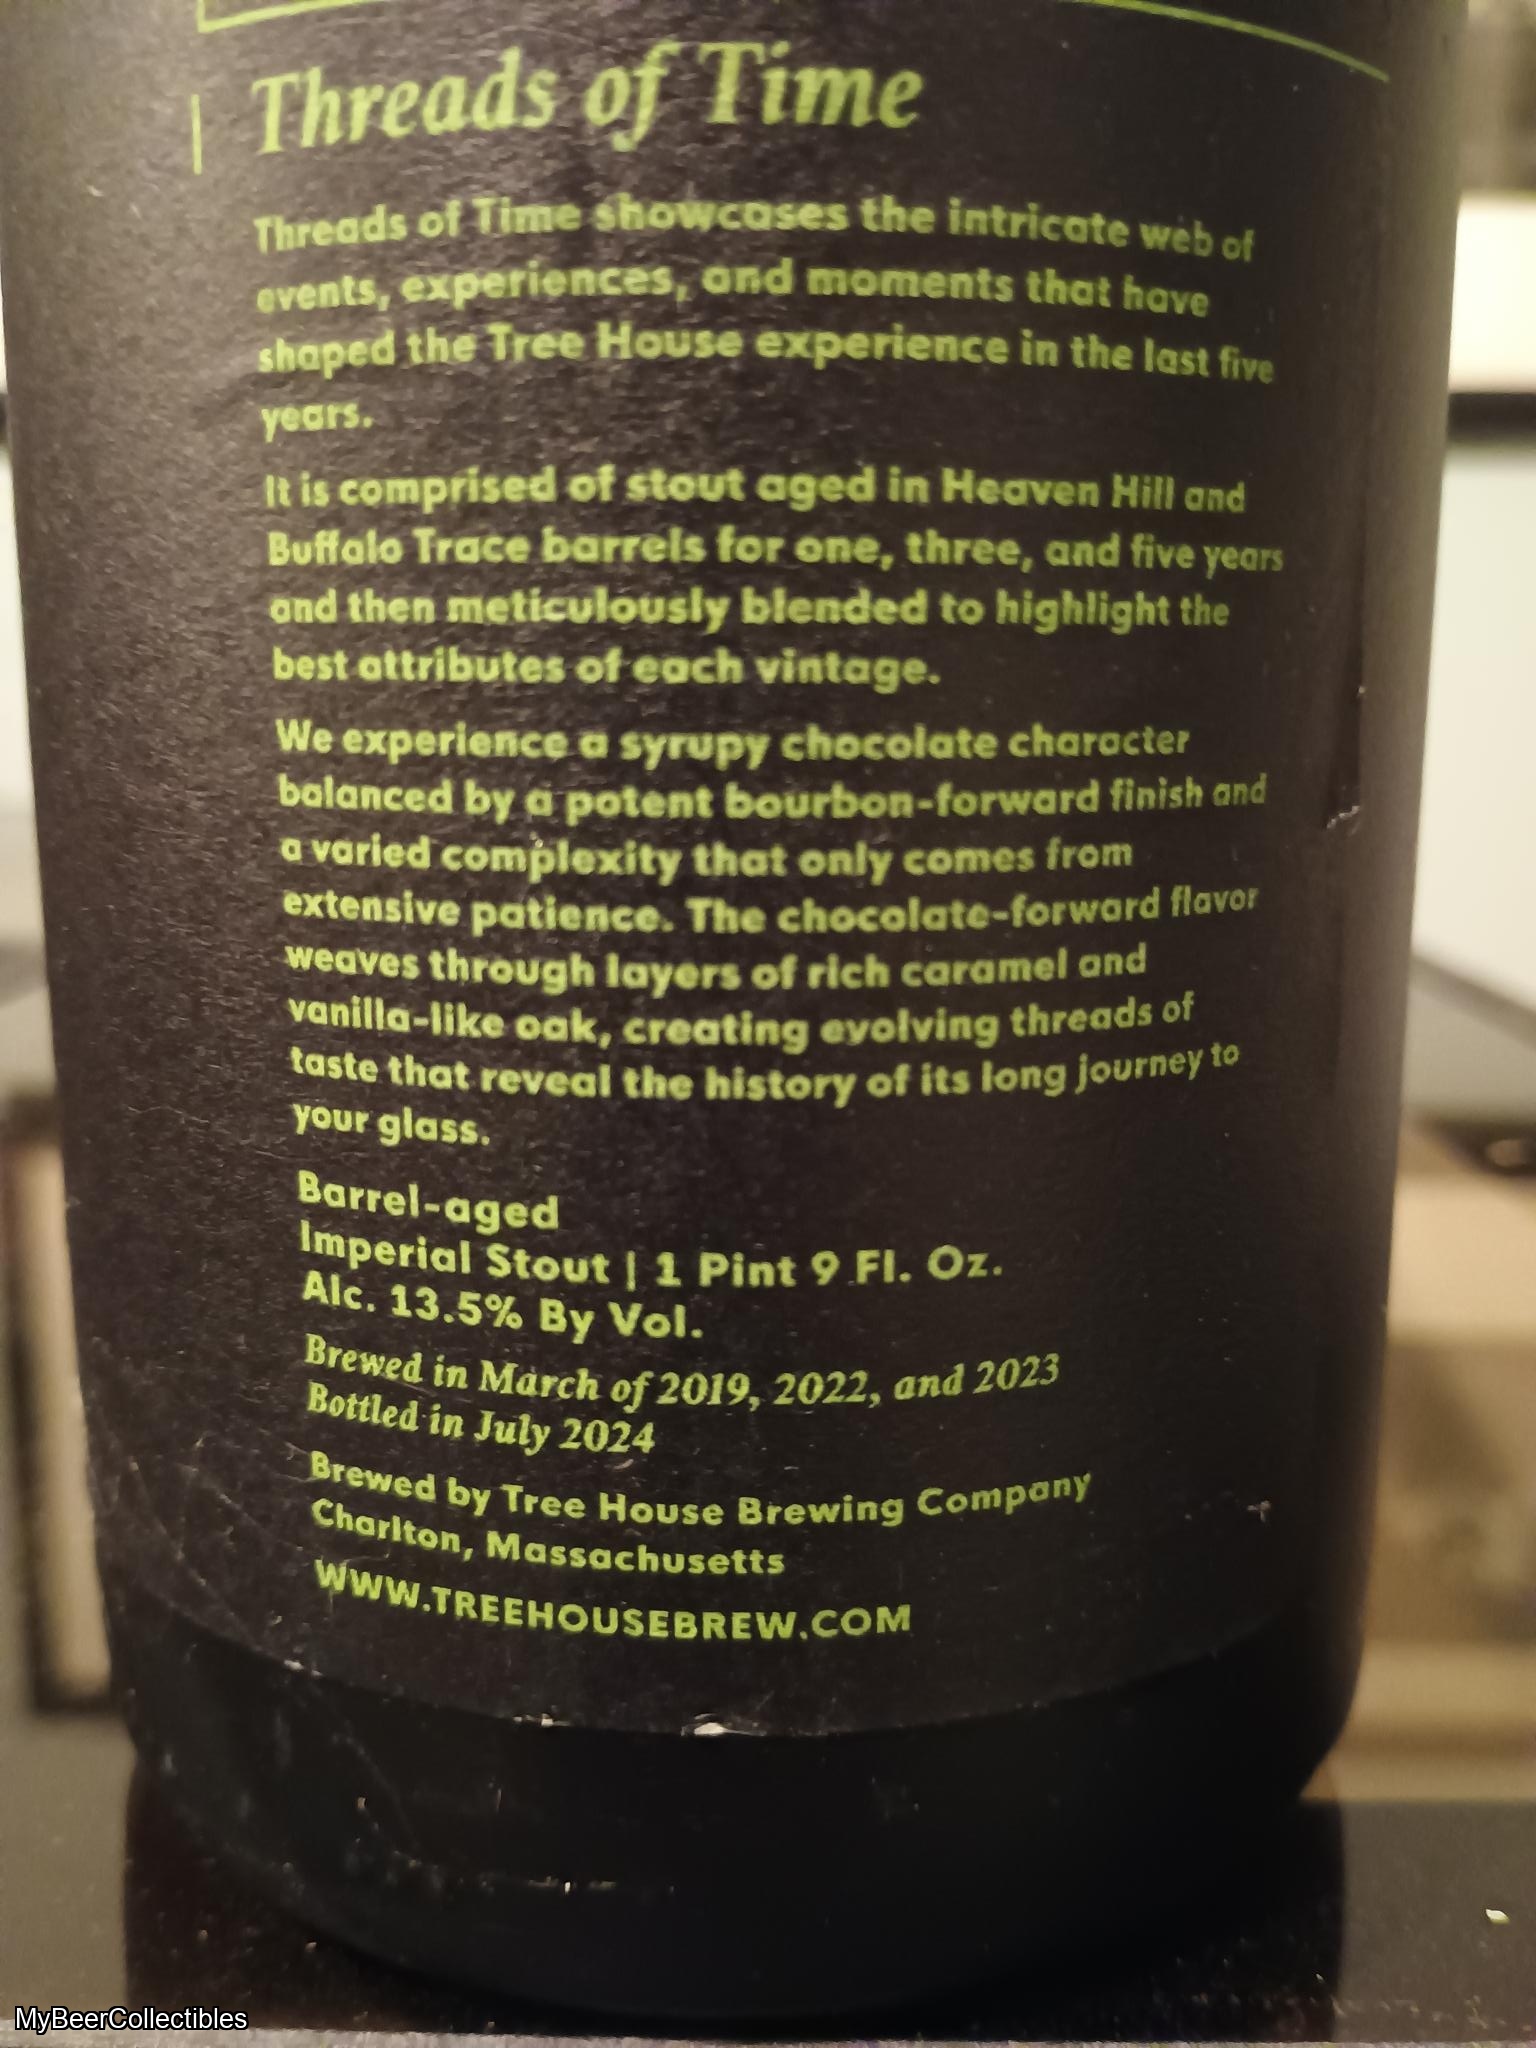 Threads of Time
Threads of Time showcases the intricate web of
events, experiences, and moments that have
shaped the Tree House experience in the last five
years.
It is comprised of stout aged in Heaven Hill and
Buffalo Trace barrels for one, three, and five years
and then meticulously blended to highlight the
best attributes of each vintage.
We experience a syrupy chocolate character
balanced by a potent bourbon-forward finish and
a varied complexity that only comes from
extensive patience. The chocolate-forward flavor
weaves through layers of rich caramel and
vanilla-like oak, creating evolving threads of
taste that reveal the history of its long journey to
your glass.
Barrel-aged
Imperial Stout | 1 Pint 9 Fl. Oz.
Alc. 13.5% By Vol.
Brewed in March of 2019, 2022, and 2023
Bottled in July 2024
Brewed by Tree House Brewing Company
Charlton, Massachusetts
WWW.TREEHOUSEBREW.COM
MyBeerCollectibles